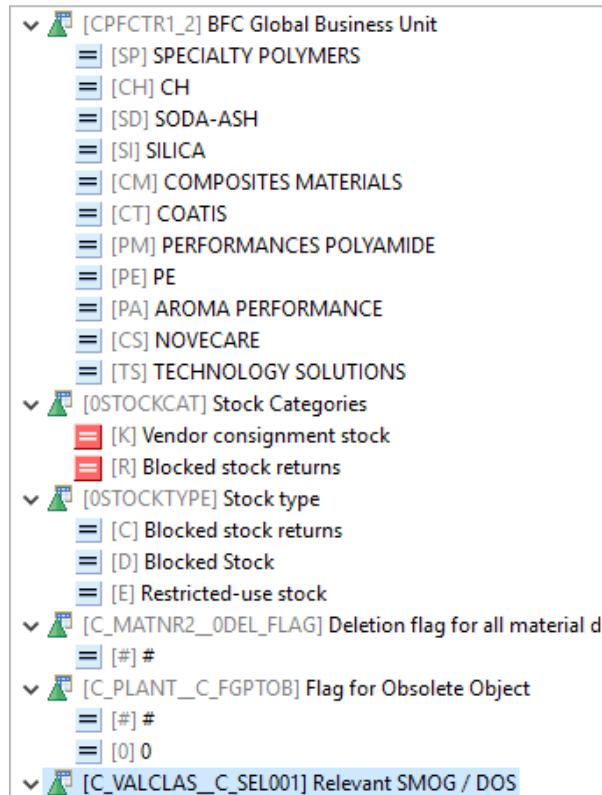 [CPFCTR1_2] BFC Global Business Unit
[SP] SPECIALTY POLYMERS
[CH] CH
[SD] SODA-ASH
[SI] SILICA
[CM] COMPOSITES MATERIALS
[CT] COATIS
[PM] PERFORMANCES POLYAMIDE
[PE] PE
[PA] AROMA PERFORMANCE
[CS] NOVECARE
[TS] TECHNOLOGY SOLUTIONS
[0STOCKCAT] Stock Categories
[K] Vendor consignment stock
[R] Blocked stock returns
[0STOCKTYPE] Stock type
[C] Blocked stock returns
[D] Blocked Stock
[E] Restricted-use stock
[C_MATNR2__0DEL_FLAG] Deletion flag for all material d
[#] #
[C_PLANT__C_FGPTOB] Flag for Obsolete Object
[#] #
[0] 0
[C_VALCLAS__C_SEL001] Relevant SMOG / DOS